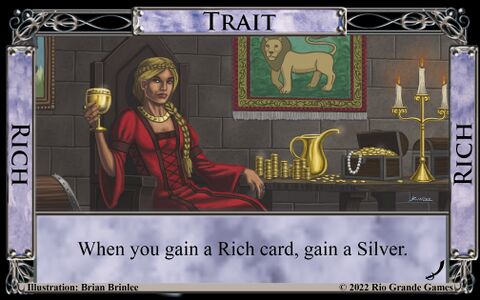 TRAIT
RICH
RICH
When you gain a Rich card, gain a Silver.
Illustration: Brian Brinlee
© 2022 Rio Grande Games